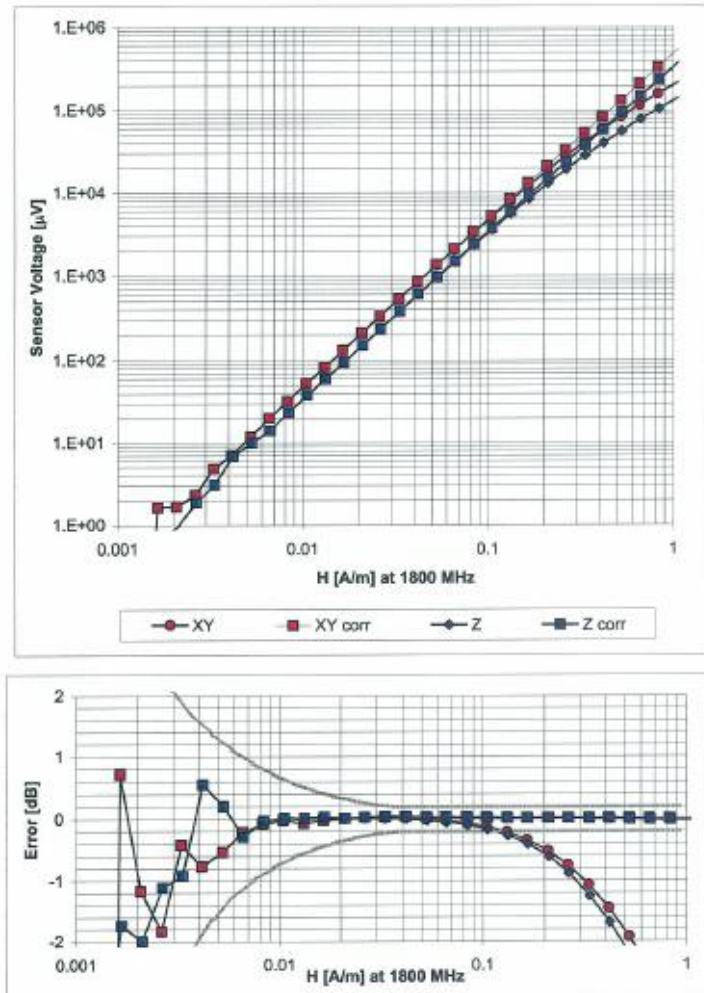 1.E+06
1.E+05
1.E+04
1.E+03
1.E+02
1.E+01
1.E+00
Sensor Voltage [µV]
0.001 0.01 0.1 1
H [A/m] at 1800 MHz
XY XY corr Z Z corr
2
1
0
-1
-2
Error [dB]
0.001 0.01 0.1 1
H [A/m] at 1800 MHz